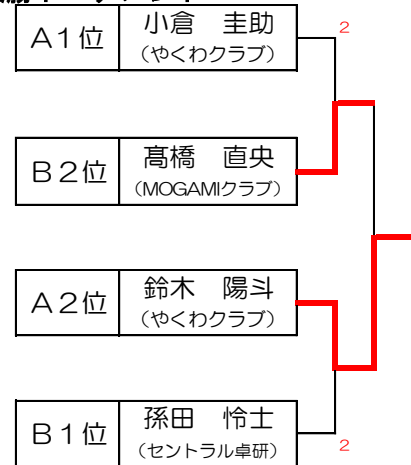 A1位 小倉 圭助 2
(やくわクラブ)
B2位 髙橋 直央
(MOGAMIクラブ)
A2位 鈴木 陽斗
(やくわクラブ)
B1位 孫田 怜士
(セントラル卓研) 2